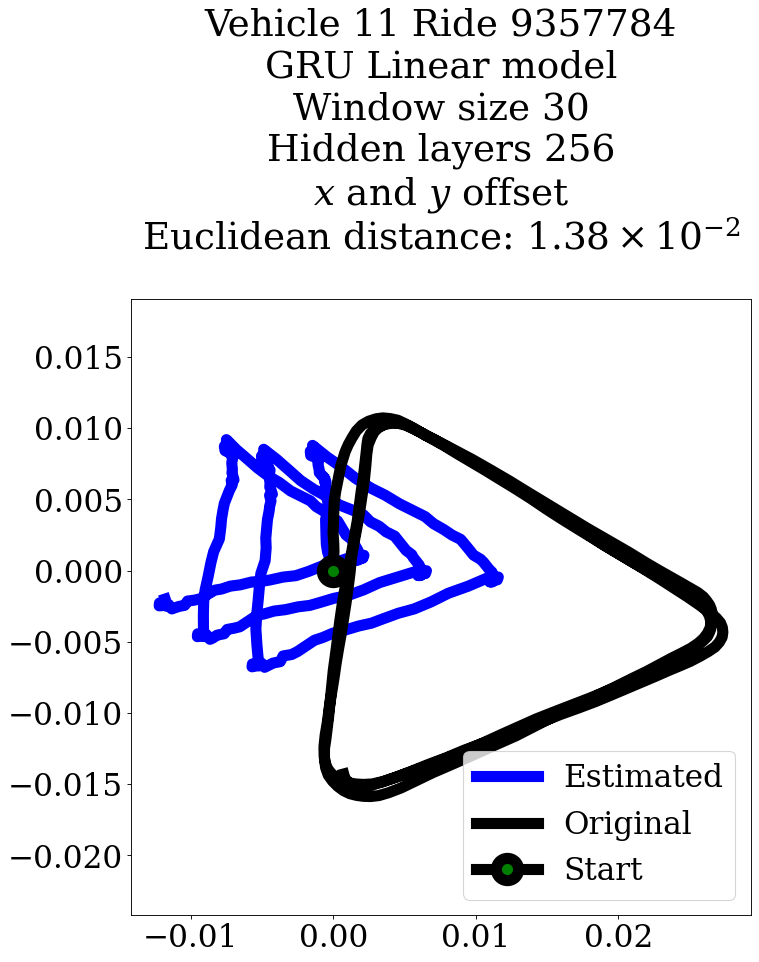 Vehicle 11 Ride 9357784
GRU Linear model
Window size 30
Hidden layers 256
x and y offset
Euclidean distance: 1.38 × 10⁻²
0.015
0.010
0.005
0.000
−0.005
−0.010
−0.015
−0.020
Estimated
Original
Start
−0.01 0.00 0.01 0.02